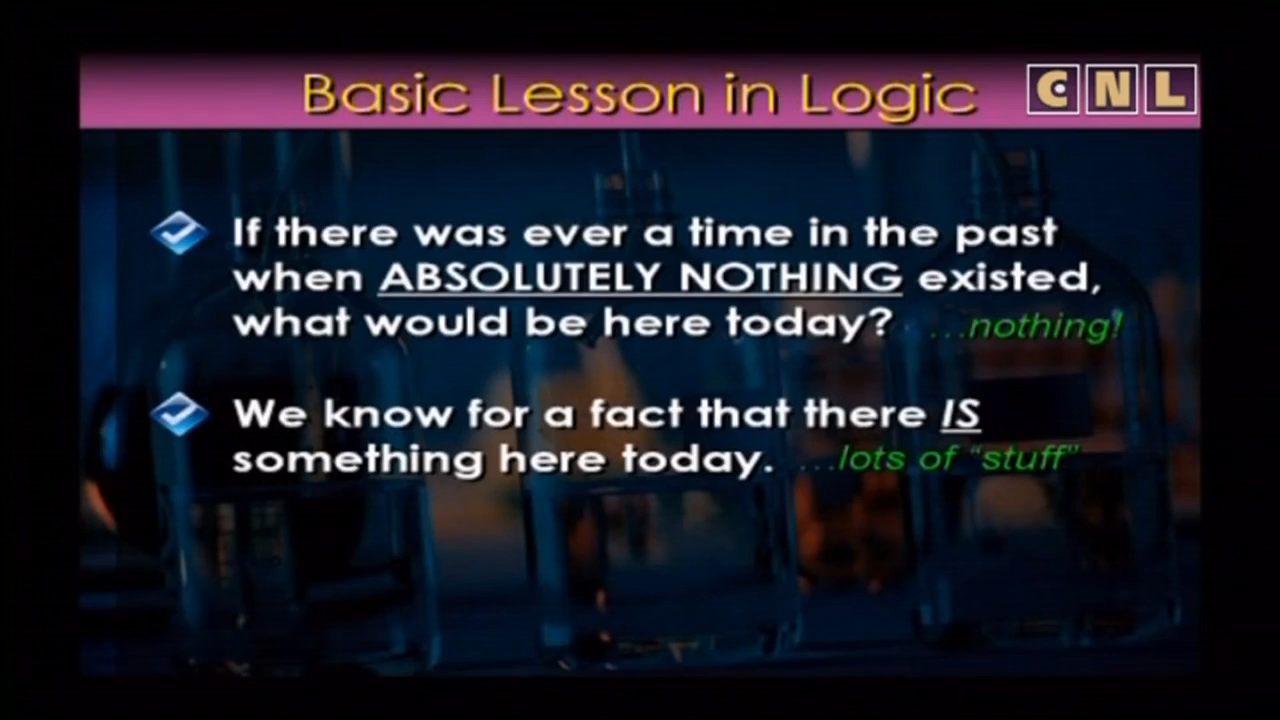 Basic Lesson in Logic
CNL
If there was ever a time in the past
when ABSOLUTELY NOTHING existed,
what would be here today? ...nothing!
We know for a fact that there IS
something here today. ...lots of "stuff"